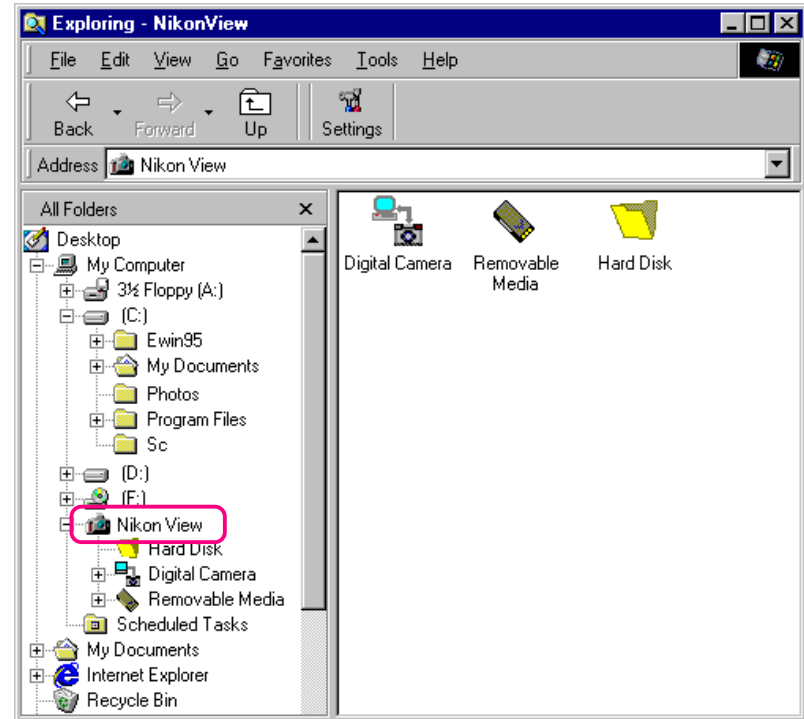 Exploring - NikonView
File Edit View Go Favorites Tools Help
Back Forward Up Settings
Address Nikon View
All Folders
Desktop
My Computer
3½ Floppy (A:)
(C:)
Ewin95
My Documents
Photos
Program Files
Sc
(D:)
(F:)
Nikon View
Hard Disk
Digital Camera
Removable Media
Scheduled Tasks
My Documents
Internet Explorer
Recycle Bin
Digital Camera
Removable Media
Hard Disk